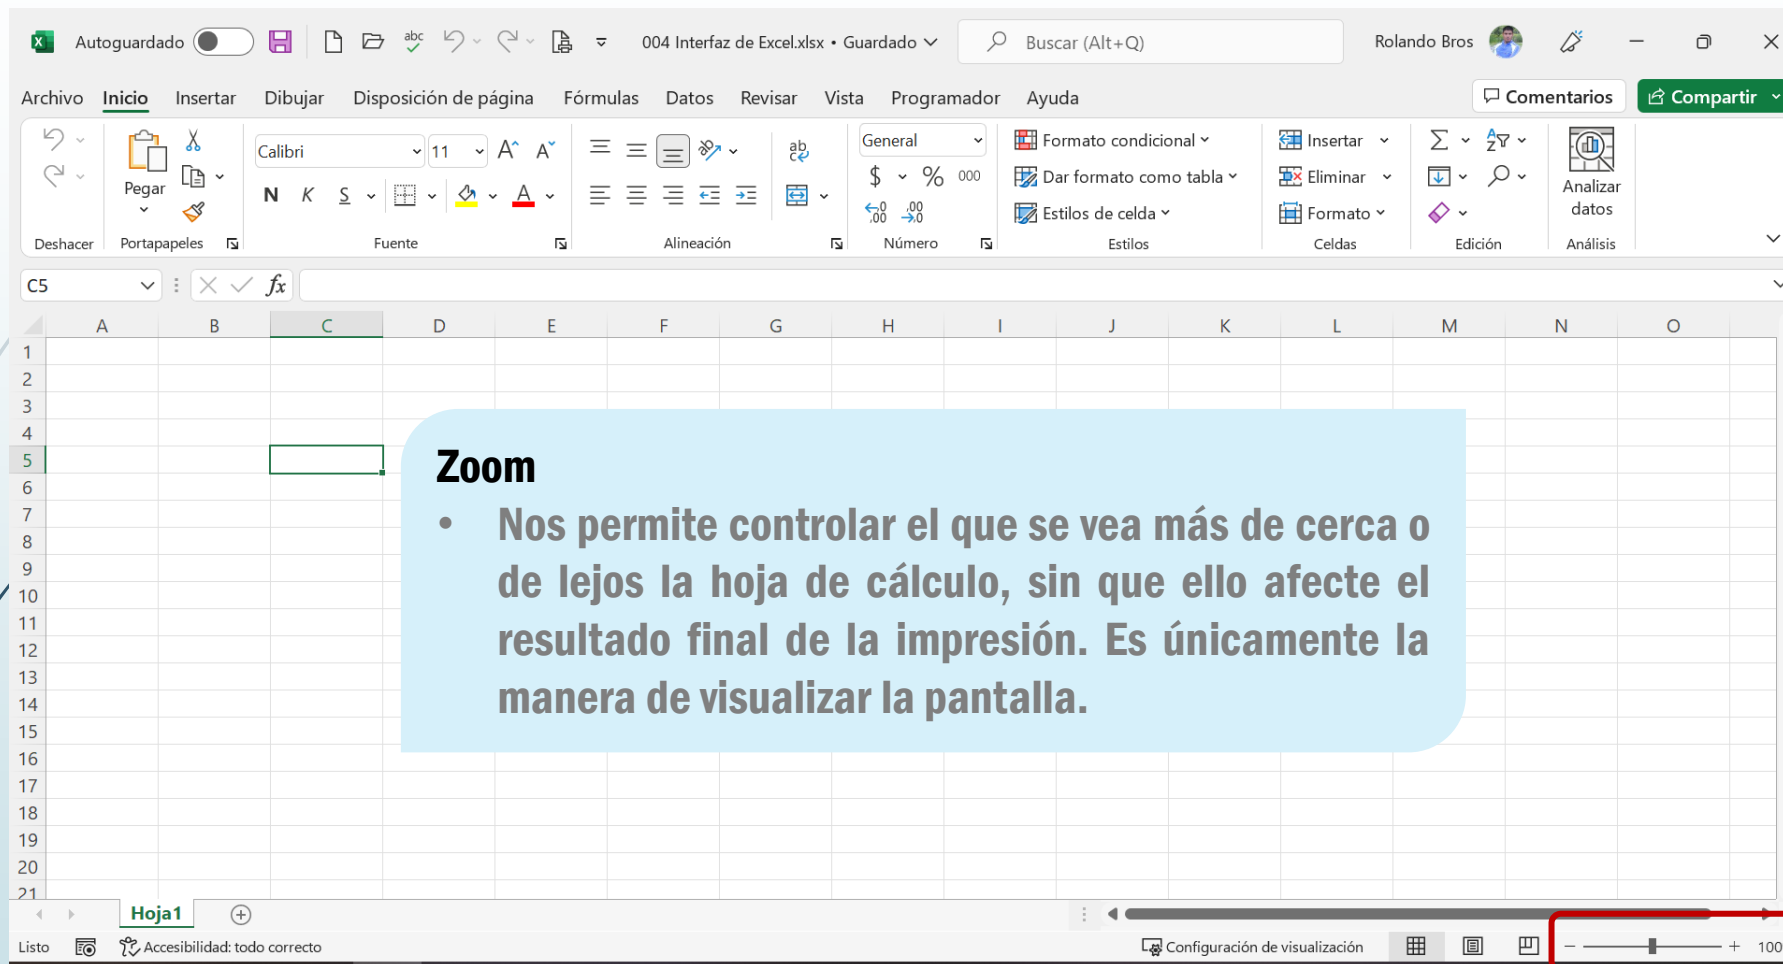 Autoguardado
004 Interfaz de Excel.xlsx • Guardado
Buscar (Alt+Q)
Rolando Bros
Archivo Inicio Insertar Dibujar Disposición de página Fórmulas Datos Revisar Vista Programador Ayuda
Comentarios
Compartir
Deshacer
Pegar
Portapapeles
Calibri 11
N K S A
Fuente
Alineación
General
$ % 000
Número
Formato condicional
Dar formato como tabla
Estilos de celda
Estilos
Insertar
Eliminar
Formato
Celdas
Edición
Analizar
datos
Análisis
C5
fx
A B C D E F G H I J K L M N O
1
2
3
4
5
6
7
8
9
10
11
12
13
14
15
16
17
18
19
20
21
Zoom
• Nos permite controlar el que se vea más de cerca o
de lejos la hoja de cálculo, sin que ello afecte el
resultado final de la impresión. Es únicamente la
manera de visualizar la pantalla.
Hoja1
Listo
Accesibilidad: todo correcto
Configuración de visualización
100